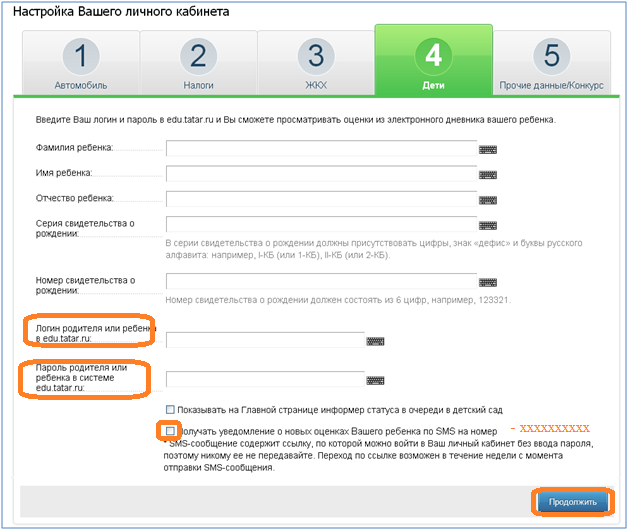 Настройка Вашего личного кабинета
1 2 3 4 5
Автомобиль Налоги ЖКХ Дети Прочие данные/Конкурс
Введите Ваш логин и пароль в edu.tatar.ru и Вы сможете просматривать оценки из электронного дневника вашего ребенка.
Фамилия ребенка:
Имя ребенка:
Отчество ребенка:
Серия свидетельства о
рождении:
В серии свидетельства о рождении должны присутствовать цифры, знак «дефис» и буквы русского
алфавита: например, I-КБ (или 1-КБ), II-КБ (или 2-КБ).
Номер свидетельства о
рождении:
Номер свидетельства о рождении должен состоять из 6 цифр, например, 123321.
Логин родителя или ребенка
в edu.tatar.ru:
Пароль родителя или
ребенка в системе
edu.tatar.ru:
Показывать на Главной странице информер статуса в очереди в детский сад
Получать уведомление о новых оценках Вашего ребенка по SMS на номер - XXXXXXXXXX
* SMS-сообщение содержит ссылку, по которой можно войти в Ваш личный кабинет без ввода пароля,
поэтому никому ее не передавайте. Переход по ссылке возможен в течение недели с момента
отправки SMS-сообщения.
Продолжить